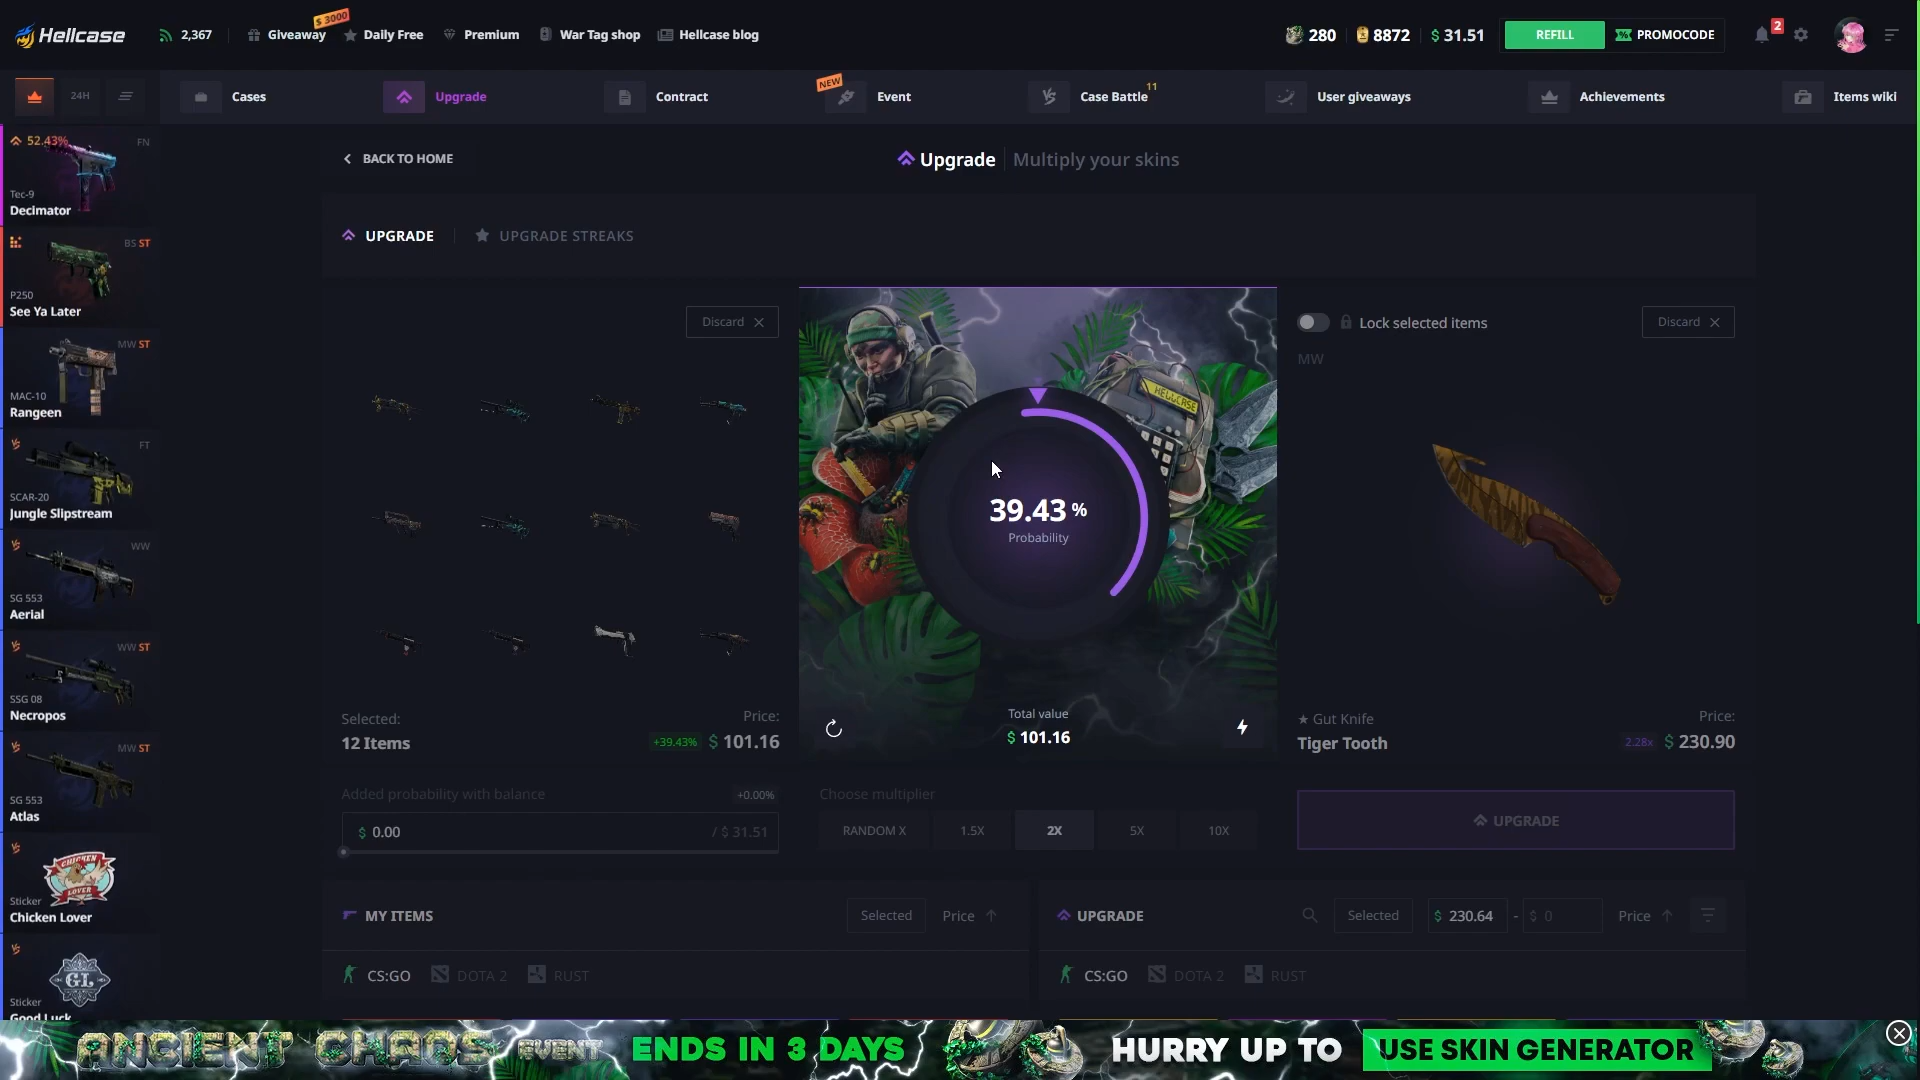 Hellcase
2,367
Giveaway
$ 3000
Daily Free
Premium
War Tag shop
Hellcase blog
280
8872
$ 31.51
REFILL
PROMOCODE
2
24H
Cases
Upgrade
Contract
NEW
Event
Case Battle
11
User giveaways
Achievements
Items wiki
52.43%
FN
Tec-9
Decimator
BS ST
P250
See Ya Later
MW ST
MAC-10
Rangeen
FT
SCAR-20
Jungle Slipstream
WW
SG 553
Aerial
WW ST
SSG 08
Necropos
MW ST
SG 553
Atlas
CHICKEN
LOVER
Sticker
Chicken Lover
G.L.
Sticker
Good Luck
BACK TO HOME
Upgrade
Multiply your skins
UPGRADE
UPGRADE STREAKS
Discard
HELLCASE
39.43 %
Probability
Total value
$ 101.16
Lock selected items
Discard
MW
Selected:
12 Items
Price:
+39.43%
$ 101.16
★ Gut Knife
Tiger Tooth
Price:
2.28x
$ 230.90
Added probability with balance
+0.00%
$ 0.00
/ $ 31.51
Choose multiplier
RANDOM X
1.5X
2X
5X
10X
UPGRADE
MY ITEMS
Selected
Price
CS:GO
DOTA 2
RUST
UPGRADE
Selected
$ 230.64
-
$ 0
Price
CS:GO
DOTA 2
RUST
ANCIENT CHAOS EVENT
ENDS IN 3 DAYS
HURRY UP TO
USE SKIN GENERATOR